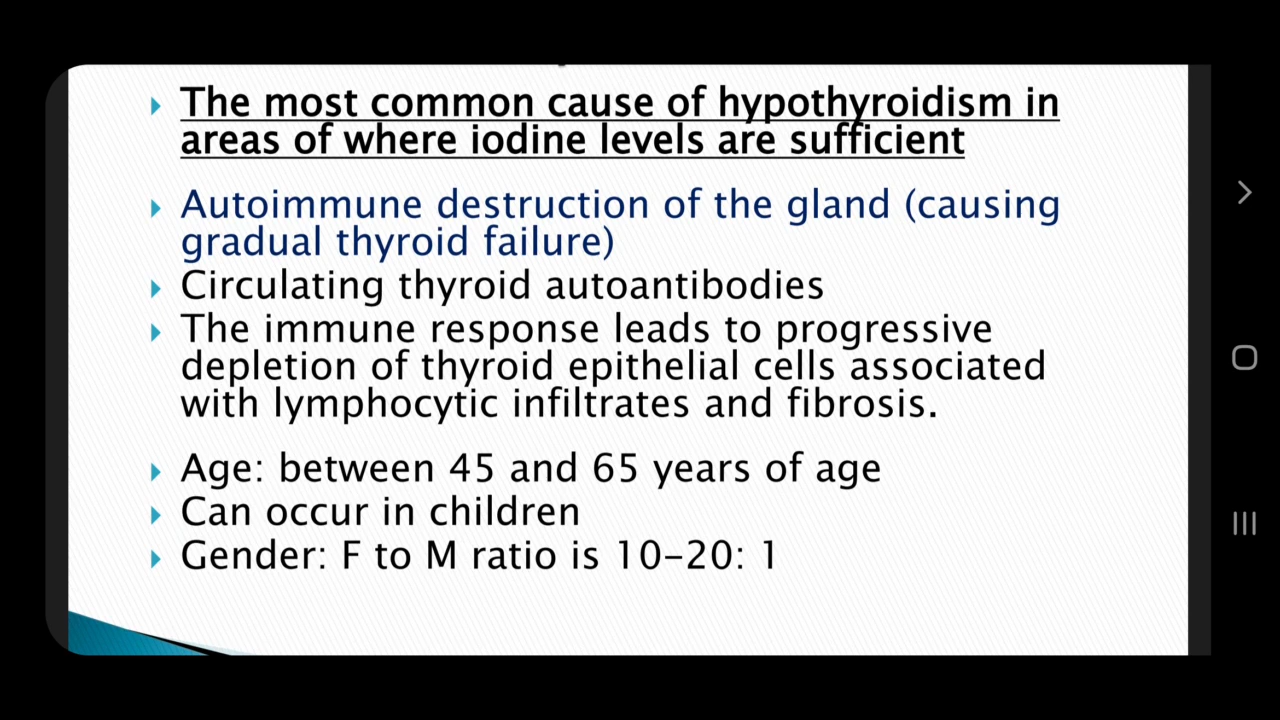 The most common cause of hypothyroidism in
areas of where iodine levels are sufficient
Autoimmune destruction of the gland (causing
gradual thyroid failure)
Circulating thyroid autoantibodies
The immune response leads to progressive
depletion of thyroid epithelial cells associated
with lymphocytic infiltrates and fibrosis.
Age: between 45 and 65 years of age
Can occur in children
Gender: F to M ratio is 10-20: 1